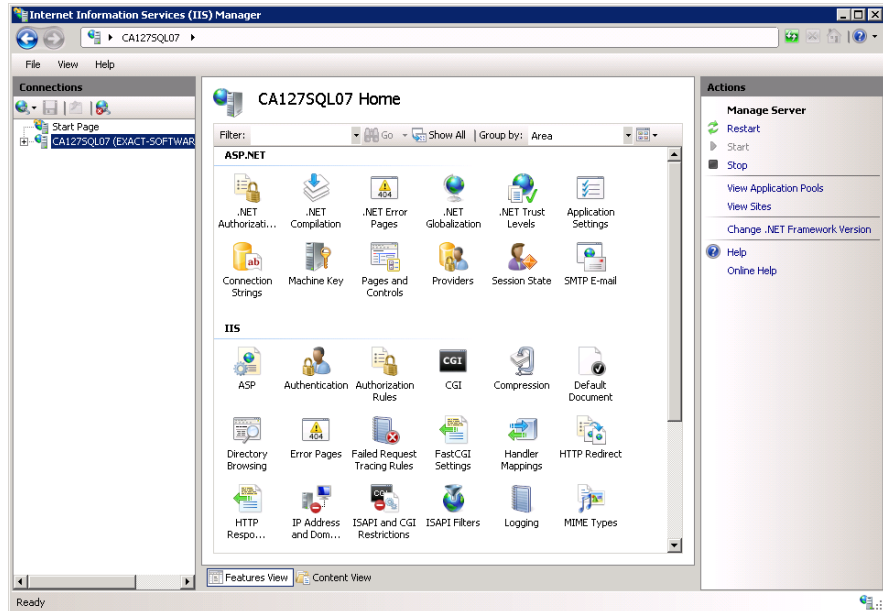 Internet Information Services (IIS) Manager
CA127SQL07
File View Help
Connections
Start Page
CA127SQL07 (EXACT-SOFTWAR
CA127SQL07 Home
Filter: Go Show All Group by: Area
ASP.NET
.NET Authorizati...
.NET Compilation
.NET Error Pages
.NET Globalization
.NET Trust Levels
Application Settings
Connection Strings
Machine Key
Pages and Controls
Providers
Session State
SMTP E-mail
IIS
ASP
Authentication
Authorization Rules
CGI
Compression
Default Document
Directory Browsing
Error Pages
Failed Request Tracing Rules
FastCGI Settings
Handler Mappings
HTTP Redirect
HTTP Respo...
IP Address and Dom...
ISAPI and CGI Restrictions
ISAPI Filters
Logging
MIME Types
Features View Content View
Actions
Manage Server
Restart
Start
Stop
View Application Pools
View Sites
Change .NET Framework Version
Help
Online Help
Ready